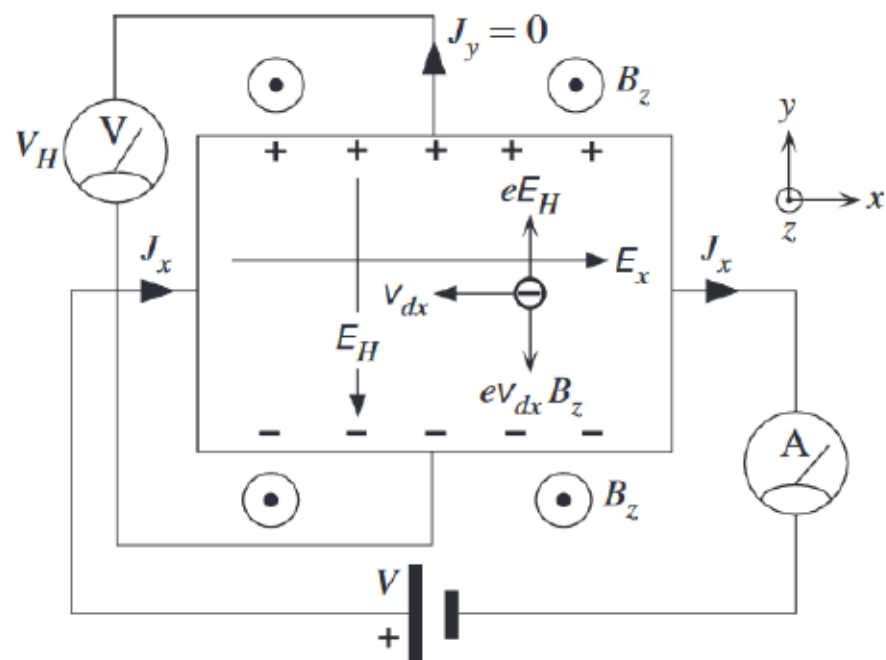 J_y = 0
B_z
V
V_H
+ + + + +
y
x
z
eE_H
J_x
E_x
J_x
v_dx
E_H
ev_dx B_z
− − − − −
A
B_z
V
+